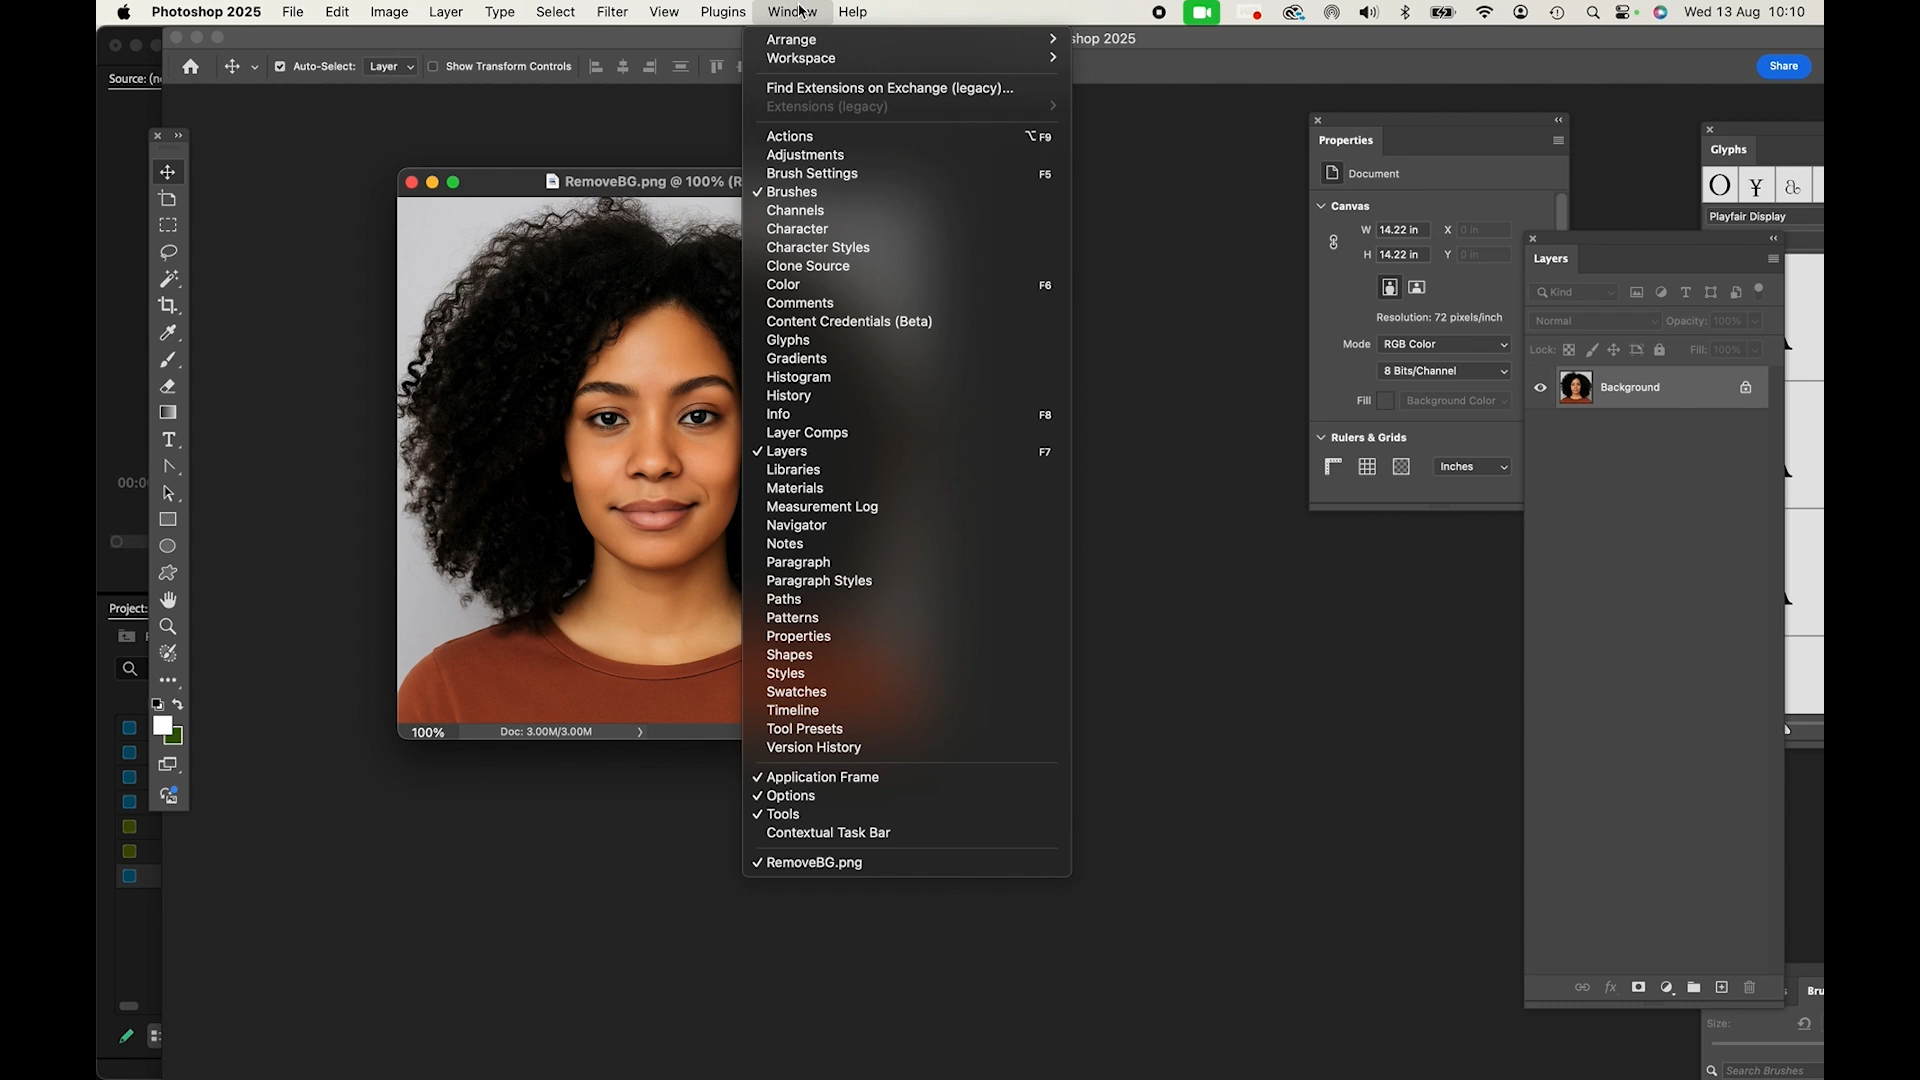 Photoshop 2025 File Edit Image Layer Type Select Filter View Plugins Window Help Wed 13 Aug 10:10
shop 2025
Source: (n
Auto-Select: Layer Show Transform Controls
Share
Arrange
Workspace
Find Extensions on Exchange (legacy)...
Extensions (legacy)
Actions ⌥ F9
Adjustments
Brush Settings F5
✓ Brushes
Channels
Character
Character Styles
Clone Source
Color F6
Comments
Content Credentials (Beta)
Glyphs
Gradients
Histogram
History
Info F8
Layer Comps
✓ Layers F7
Libraries
Materials
Measurement Log
Navigator
Notes
Paragraph
Paragraph Styles
Paths
Patterns
Properties
Shapes
Styles
Swatches
Timeline
Tool Presets
Version History
✓ Application Frame
✓ Options
✓ Tools
Contextual Task Bar
✓ RemoveBG.png
RemoveBG.png @ 100% (R
100% Doc: 3.00M/3.00M
00:0
Project:
Properties
Document
Canvas
W 14.22 in X 0 in
H 14.22 in Y 0 in
Resolution: 72 pixels/inch
Mode RGB Color
8 Bits/Channel
Fill Background Color
Rulers & Grids
Inches
Glyphs
O ¥ a
Playfair Display
Layers
Kind
Normal Opacity: 100%
Lock: Fill: 100%
Background
fx
Bru
Size:
Search Brushes